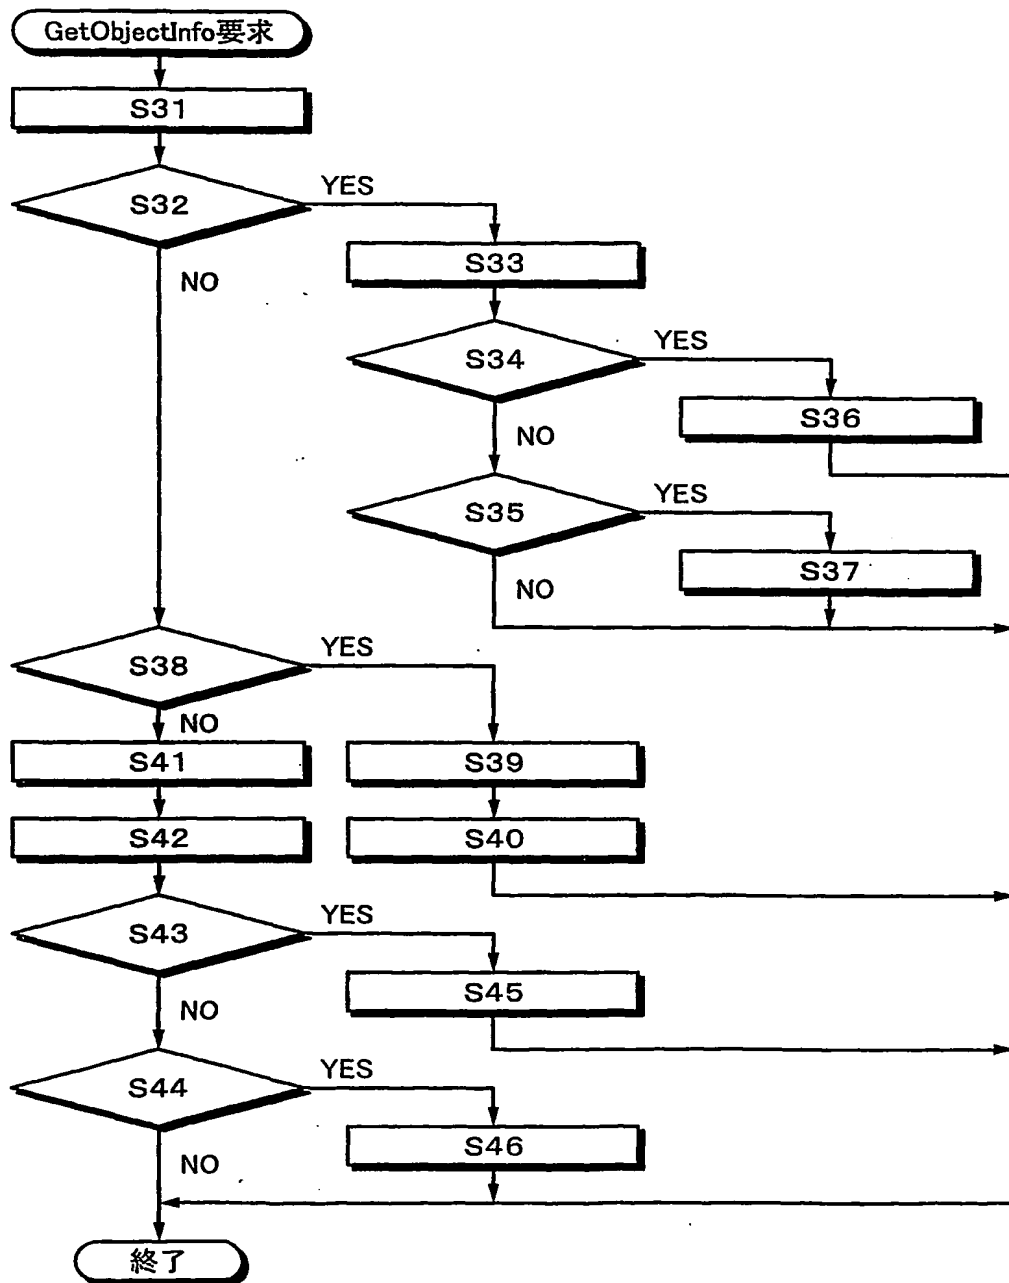 GetObjectInfo要求
S31
S32
YES
NO
S33
S34
YES
NO
S36
S35
YES
NO
S37
S38
YES
NO
S41
S39
S42
S40
S43
YES
NO
S45
S44
YES
NO
S46
終了